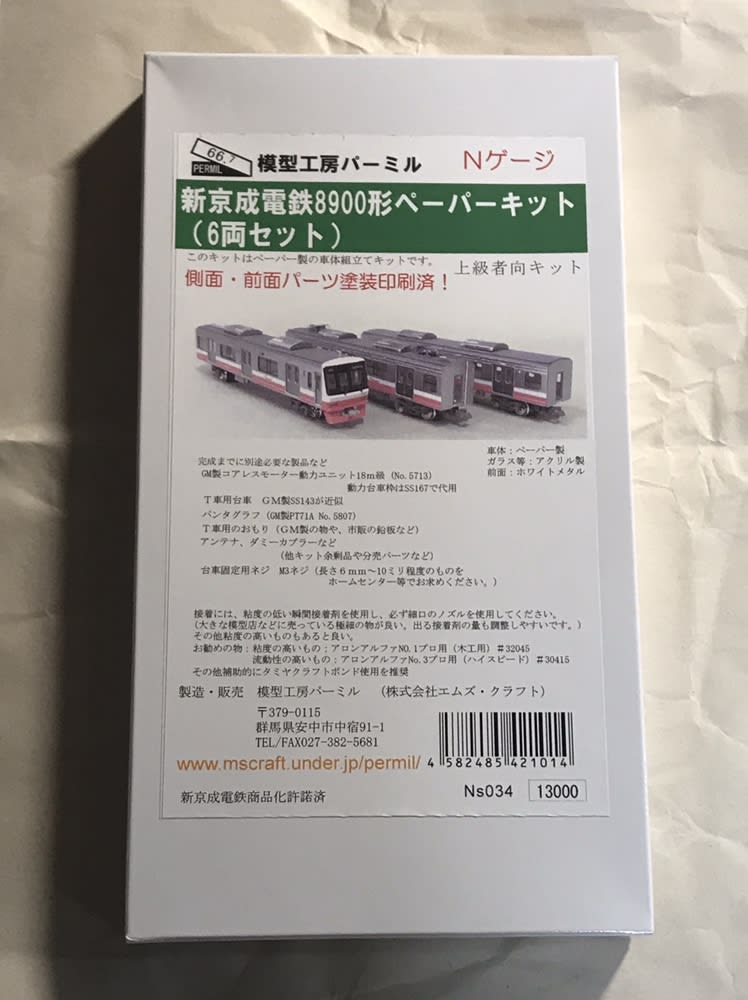 66.7
PERMIL
模型工房パーミル Nゲージ
新京成電鉄8900形ペーパーキット
（6両セット）
このキットはペーパー製の車体組立てキットです。
上級者向キット
側面・前面パーツ塗装印刷済！
車体：ペーパー製
ガラス等：アクリル製
前面：ホワイトメタル
完成までに別途必要な製品など
GM製コアレスモーター動力ユニット18m級（No.5713）
動力台車枠はSS167で代用
T車用台車 GM製SS143が近似
パンタグラフ（GM製PT71A No.5807）
T車用のおもり（GM製の物や、市販の鉛板など）
アンテナ、ダミーカプラーなど
（他キット余剰品や分売パーツなど）
台車固定用ネジ M3ネジ（長さ6mm～10ミリ程度のものを
ホームセンター等でお求めください。）
接着には、粘度の低い瞬間接着剤を使用し、必ず細口のノズルを使用してください。
（大きな模型店などに売っている極細の物が良い、出る接着剤の量も調整しやすいです。）
その他粘度の高いものもあると良い。
お勧めの物：粘度の高いもの：アロンアルファNO.1プロ用（木工用）＃32045
流動性の高いもの：アロンアルファNo.3プロ用（ハイスピード）＃30415
その他補助的にタミヤクラフトボンド使用を推奨
製造・販売 模型工房パーミル （株式会社エムズ・クラフト）
〒379-0115
群馬県安中市中宿91-1
TEL/FAX027-382-5681
www.mscraft.under.jp/permil/
4 582485 421014
Ns034 13000
新京成電鉄商品化許諾済